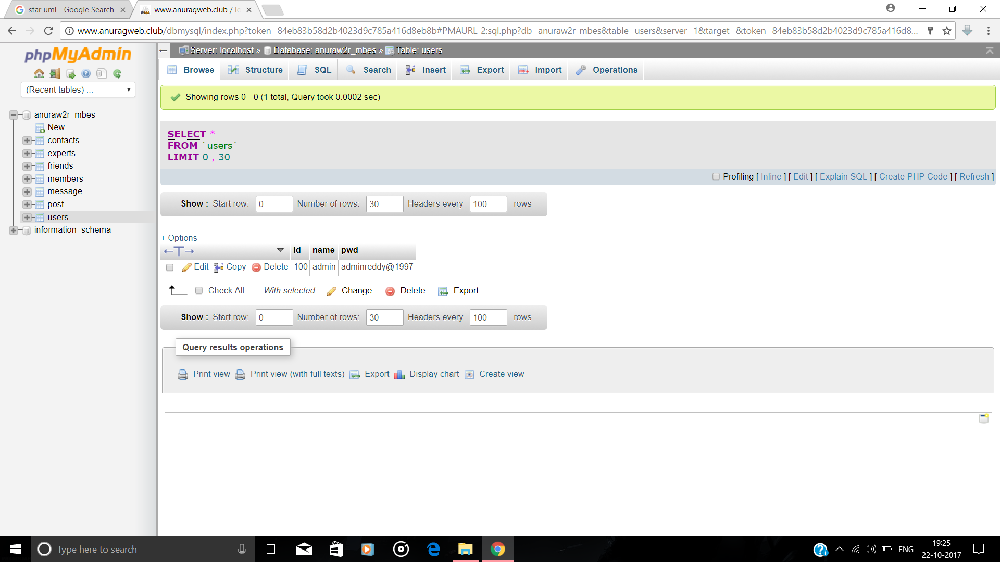 star uml - Google Search
www.anuragweb.club / lc
www.anuragweb.club/dbmysql/index.php?token=84eb83b58d2b4023d9c785a416d8eb8b#PMAURL-2:sql.php?db=anuraw2r_mbes&table=users&server=1&target=&token=84eb83b58d2b4023d9c785a416d8...
phpMyAdmin
(Recent tables) ...
anuraw2r_mbes
New
contacts
experts
friends
members
message
post
users
information_schema
Server: localhost » Database: anuraw2r_mbes » Table: users
Browse Structure SQL Search Insert Export Import Operations
Showing rows 0 - 0 (1 total, Query took 0.0002 sec)
SELECT *
FROM `users`
LIMIT 0 , 30
Profiling [ Inline ] [ Edit ] [ Explain SQL ] [ Create PHP Code ] [ Refresh ]
Show : Start row: 0 Number of rows: 30 Headers every 100 rows
+ Options
←T→ id name pwd
Edit Copy Delete 100 admin adminreddy@1997
Check All With selected: Change Delete Export
Show : Start row: 0 Number of rows: 30 Headers every 100 rows
Query results operations
Print view Print view (with full texts) Export Display chart Create view
Type here to search
ENG
19:25
22-10-2017